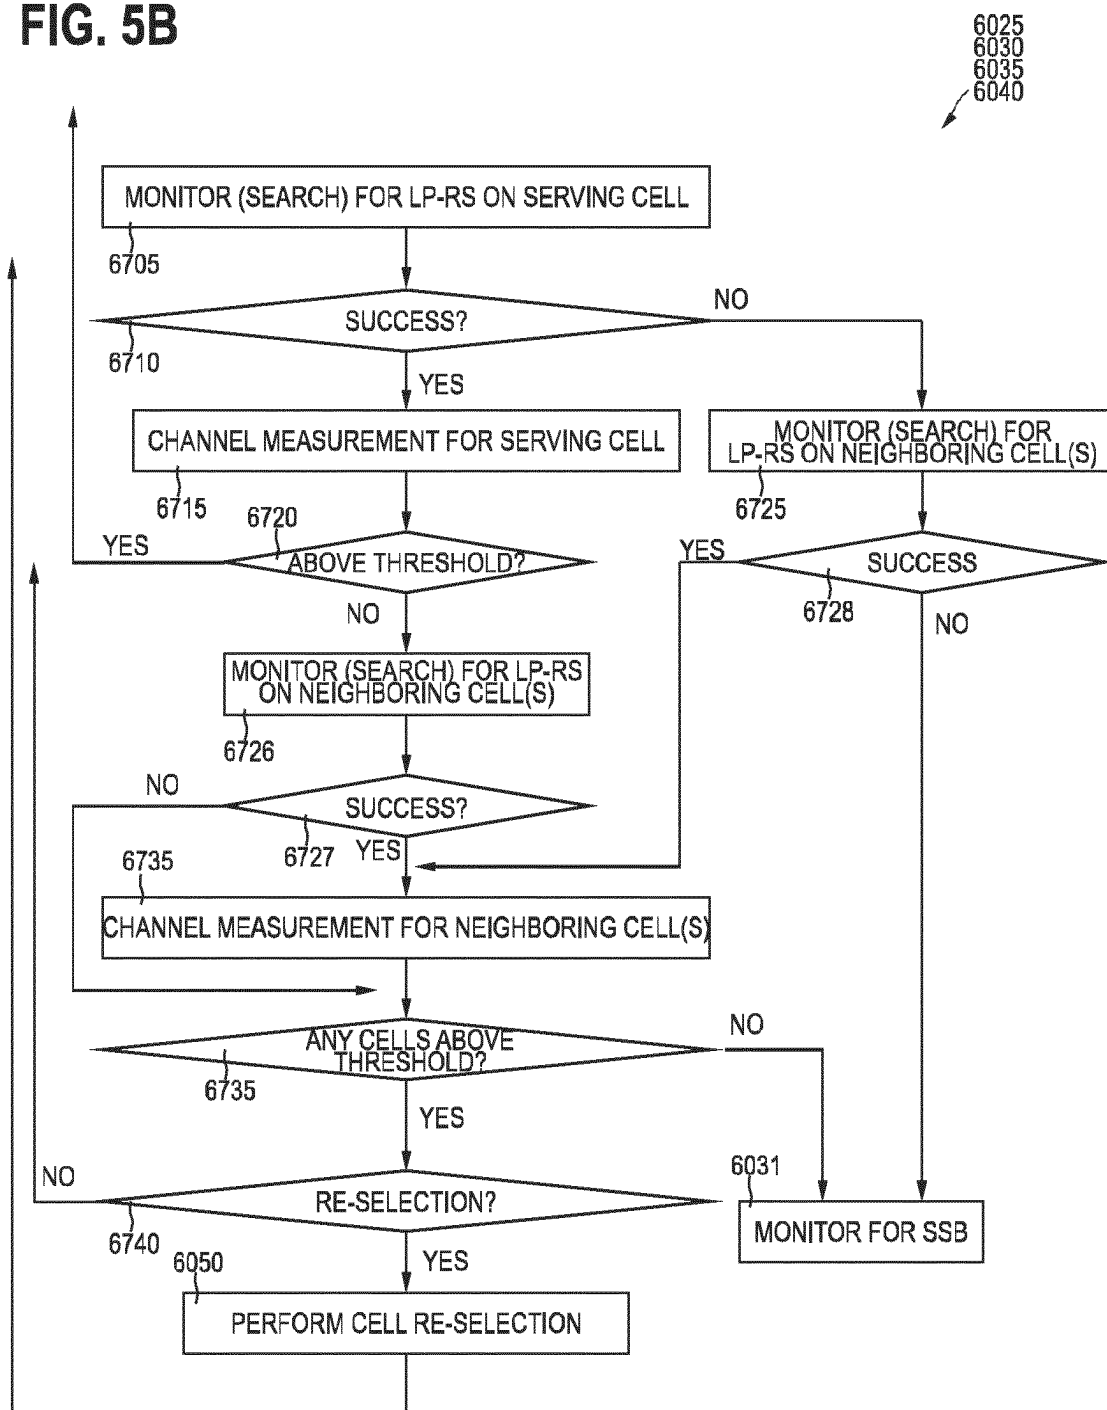 FIG. 5B
6025
6030
6035
6040
MONITOR (SEARCH) FOR LP-RS ON SERVING CELL
6705
SUCCESS?
NO
6710
YES
CHANNEL MEASUREMENT FOR SERVING CELL
MONITOR (SEARCH) FOR
LP-RS ON NEIGHBORING CELL(S)
6715
6720
6725
YES
ABOVE THRESHOLD?
YES
SUCCESS
6728
NO
NO
MONITOR (SEARCH) FOR LP-RS
ON NEIGHBORING CELL(S)
6726
NO
SUCCESS?
6727
YES
6735
CHANNEL MEASUREMENT FOR NEIGHBORING CELL(S)
ANY CELLS ABOVE
THRESHOLD?
NO
6735
YES
NO
RE-SELECTION?
6031
6740
MONITOR FOR SSB
YES
6050
PERFORM CELL RE-SELECTION